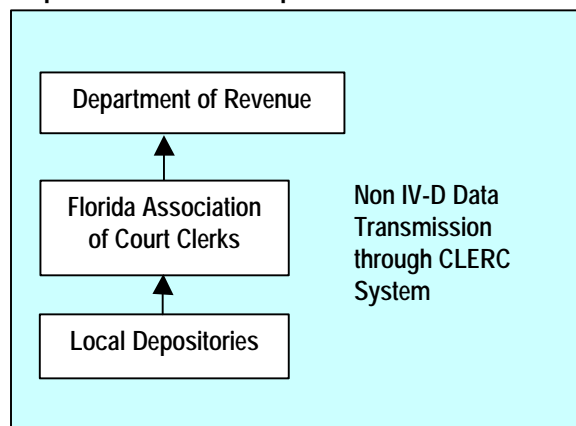 Department of Revenue
Florida Association
of Court Clerks
Non IV-D Data
Transmission
through CLERC
System
Local Depositories